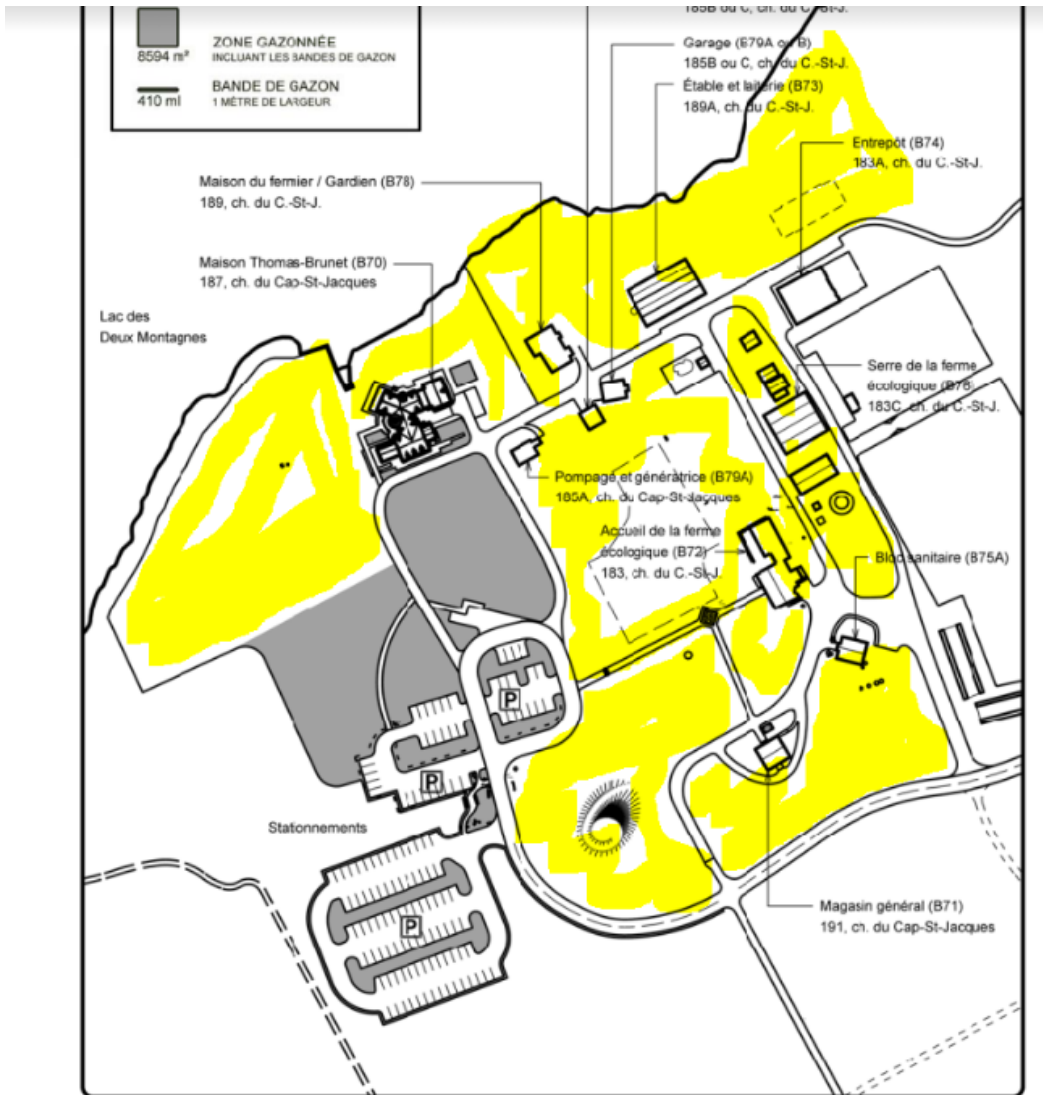 185B ou C, ch. du C.-St-J.
ZONE GAZONNÉE
8594 m²
INCLUANT LES BANDES DE GAZON
BANDE DE GAZON
410 ml
1 MÈTRE DE LARGEUR
Garage (B79A ou B)
185B ou C, ch. du C.-St-J.
Étable et laiterie (B73)
189A, ch. du C.-St-J.
Entrepôt (B74)
183A, ch. du C.-St-J.
Maison du fermier / Gardien (B78)
189, ch. du C.-St-J.
Maison Thomas-Brunet (B70)
187, ch. du Cap-St-Jacques
Lac des
Deux Montagnes
Serre de la ferme
écologique (B76)
183C, ch. du C.-St-J.
Pompage et génératrice (B79A)
185A, ch. du Cap-St-Jacques
Accueil de la ferme
écologique (B72)
183, ch. du C.-St-J.
Bloc sanitaire (B75A)
P
P
Stationnements
P
Magasin général (B71)
191, ch. du Cap-St-Jacques